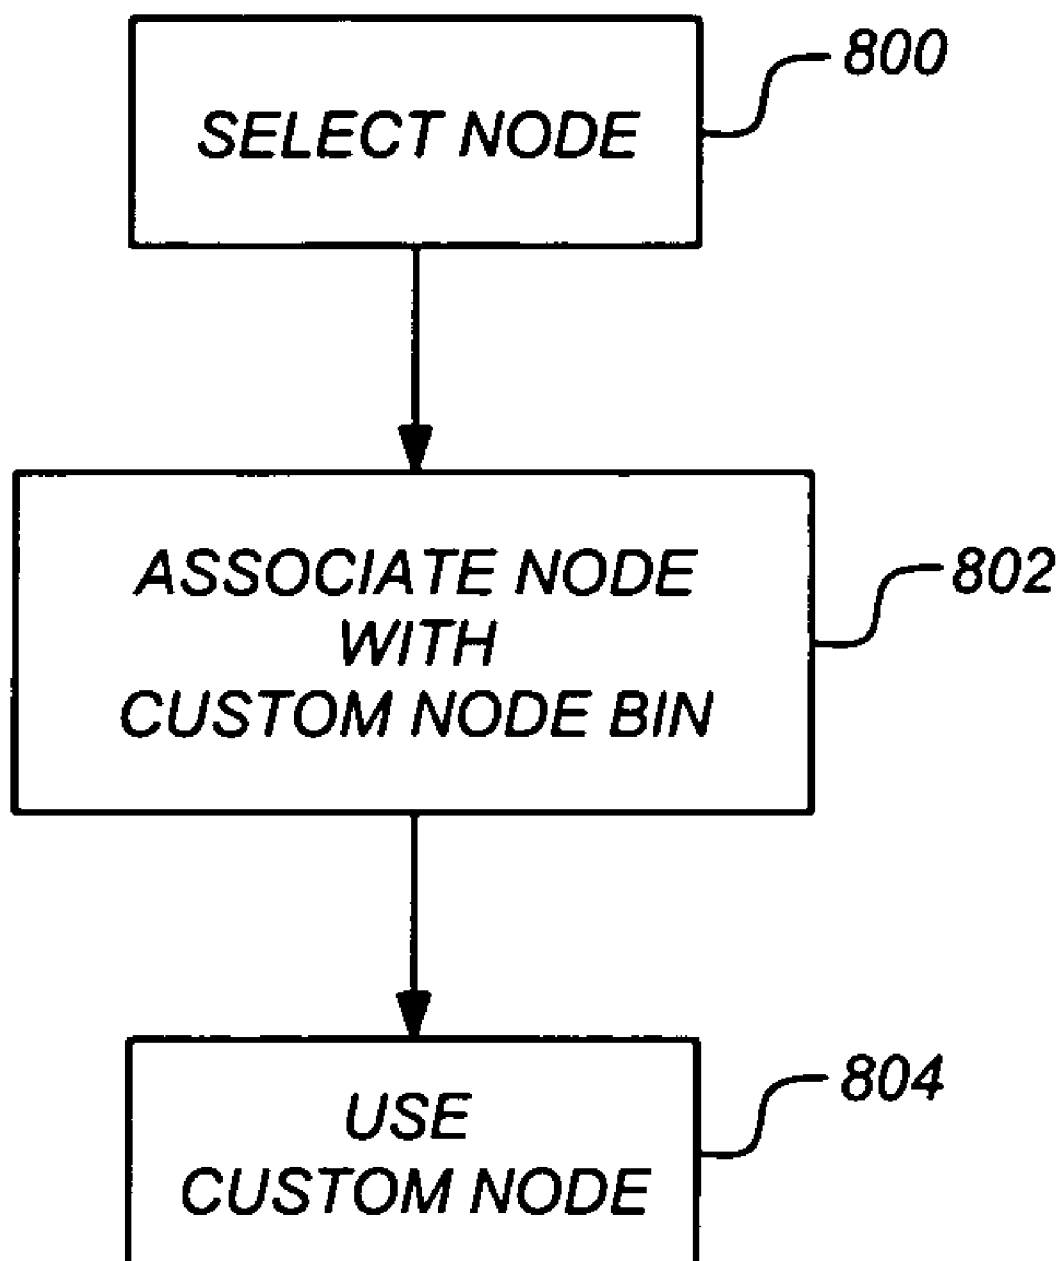 800
SELECT NODE
802
ASSOCIATE NODE
WITH
CUSTOM NODE BIN
804
USE
CUSTOM NODE